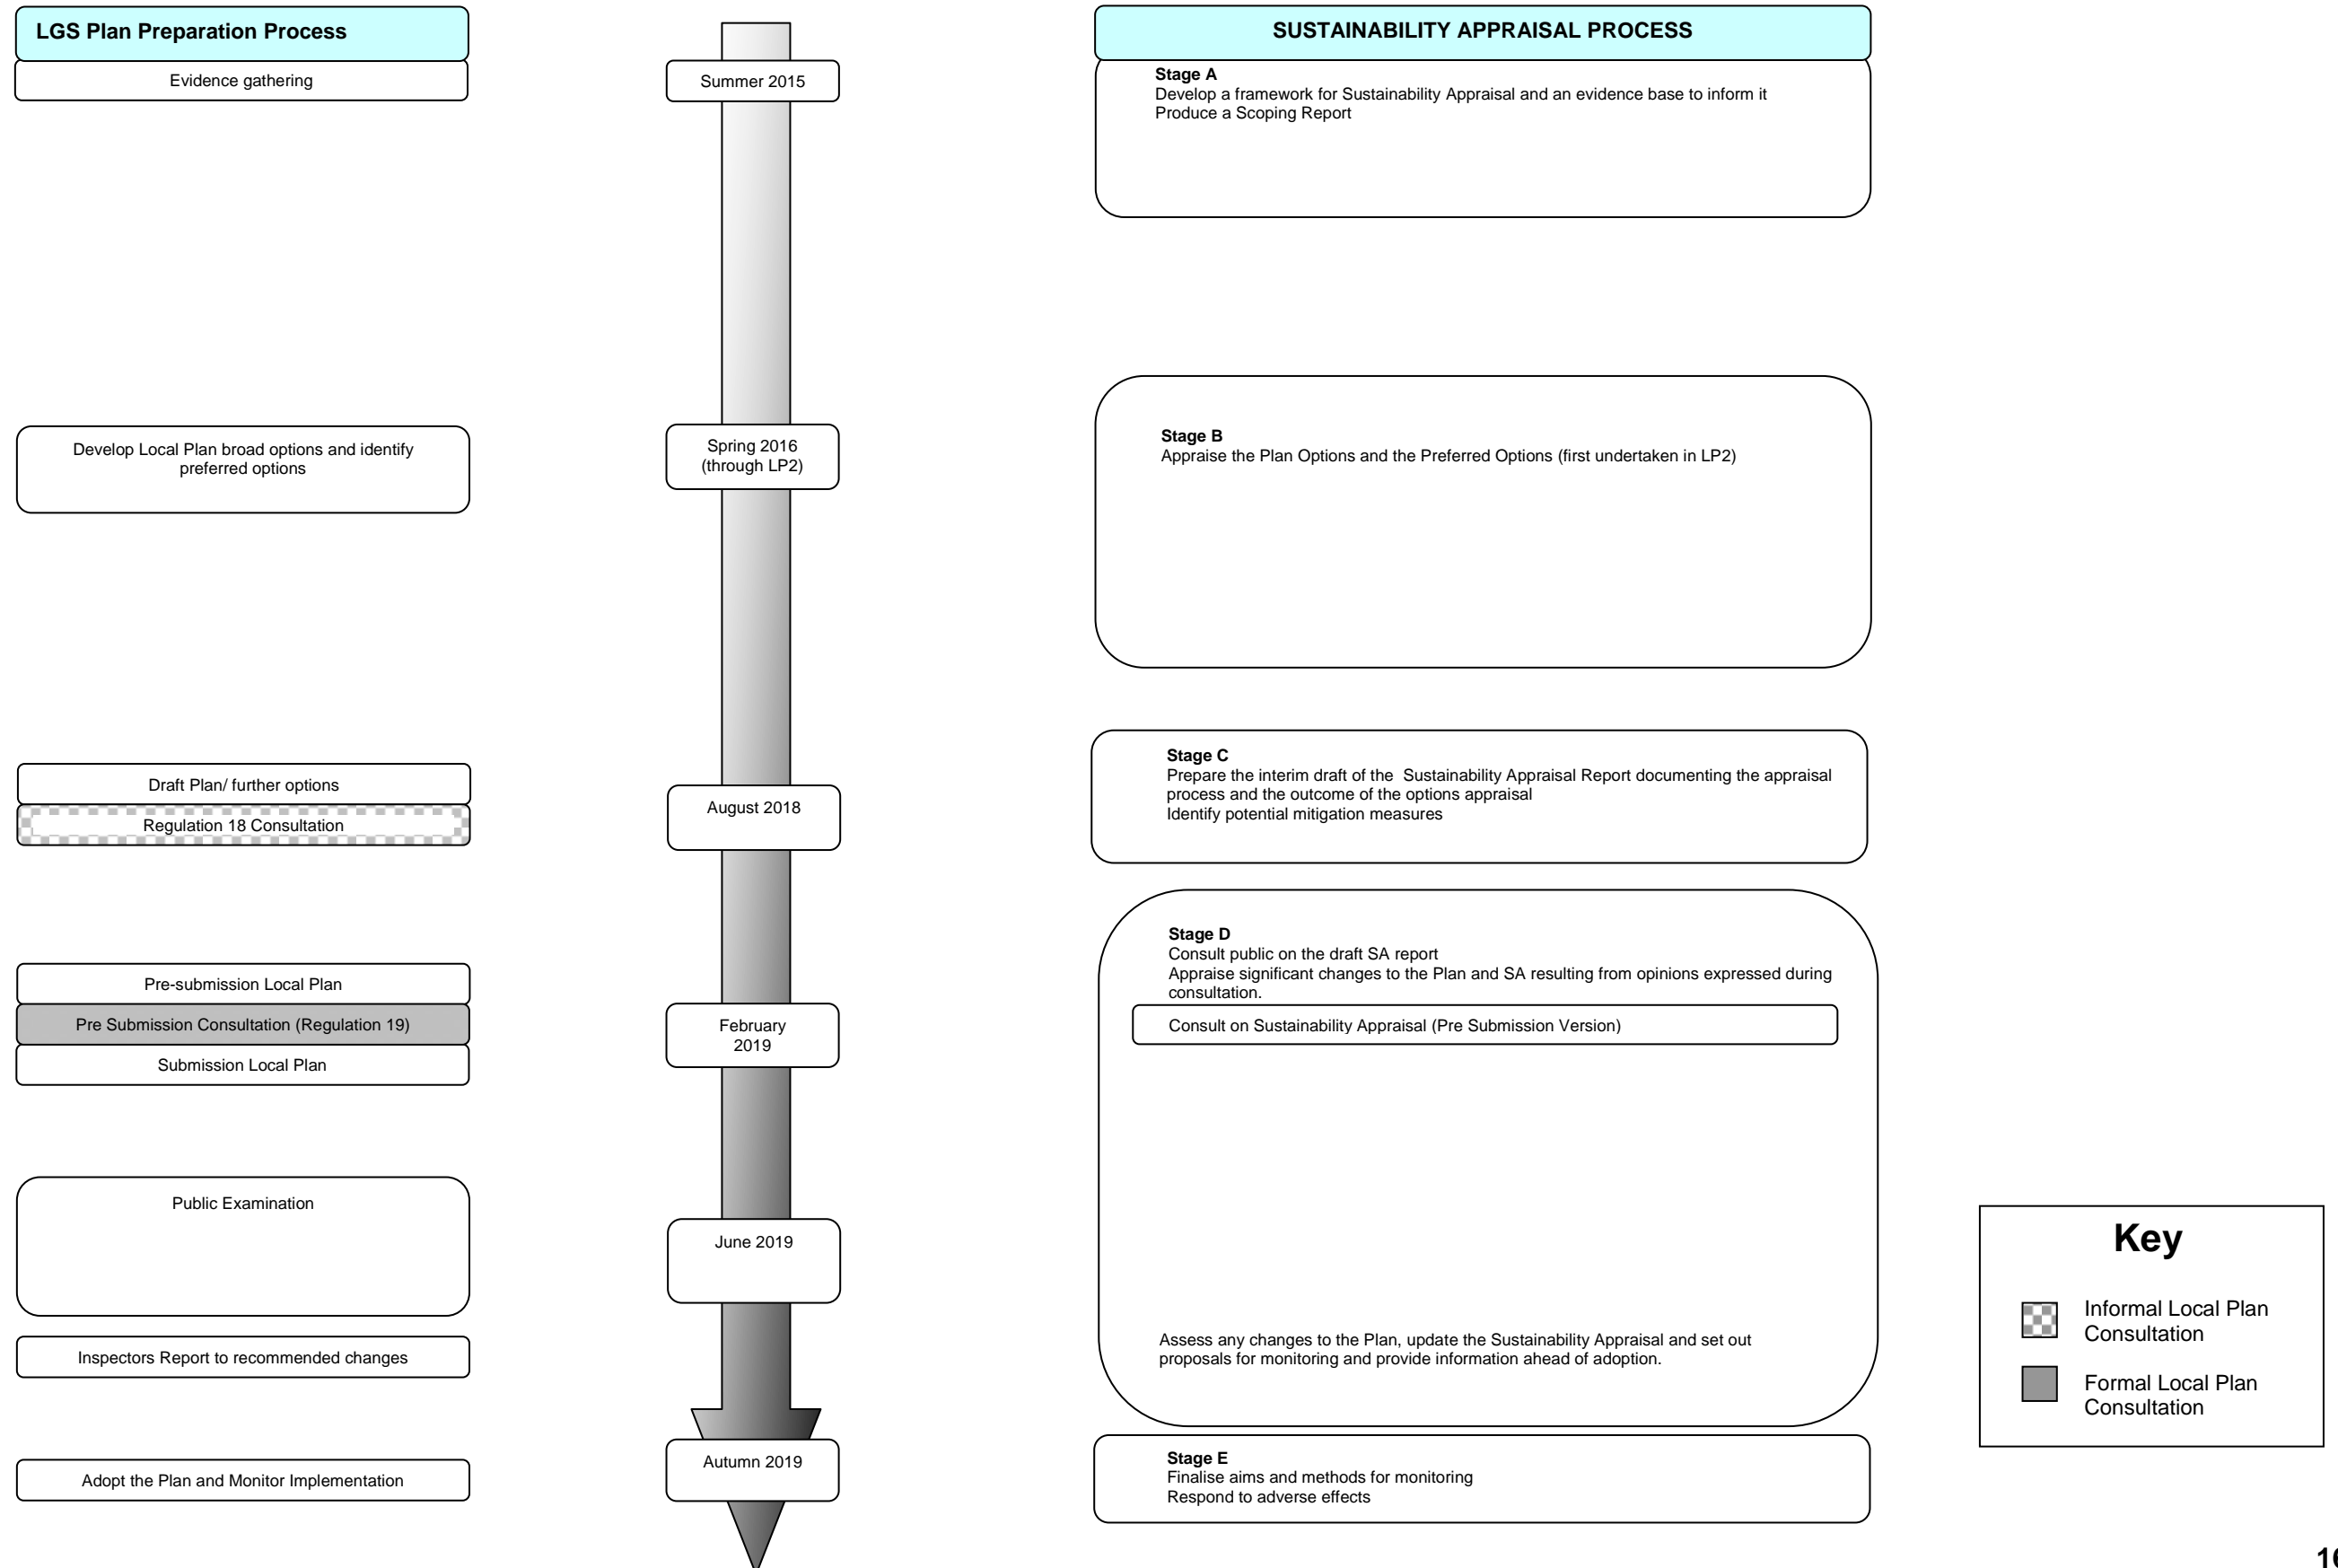 LGS Plan Preparation Process
Evidence gathering
Develop Local Plan broad options and identify
preferred options
Draft Plan/ further options
Regulation 18 Consultation
Pre-submission Local Plan
Pre Submission Consultation (Regulation 19)
Submission Local Plan
Public Examination
Inspectors Report to recommended changes
Adopt the Plan and Monitor Implementation
Summer 2015
Spring 2016
(through LP2)
August 2018
February
2019
June 2019
Autumn 2019
SUSTAINABILITY APPRAISAL PROCESS
Stage A
Develop a framework for Sustainability Appraisal and an evidence base to inform it
Produce a Scoping Report
Stage B
Appraise the Plan Options and the Preferred Options (first undertaken in LP2)
Stage C
Prepare the interim draft of the Sustainability Appraisal Report documenting the appraisal
process and the outcome of the options appraisal
Identify potential mitigation measures
Stage D
Consult public on the draft SA report
Appraise significant changes to the Plan and SA resulting from opinions expressed during
consultation.
Consult on Sustainability Appraisal (Pre Submission Version)
Assess any changes to the Plan, update the Sustainability Appraisal and set out
proposals for monitoring and provide information ahead of adoption.
Stage E
Finalise aims and methods for monitoring
Respond to adverse effects
Key
Informal Local Plan
Consultation
Formal Local Plan
Consultation